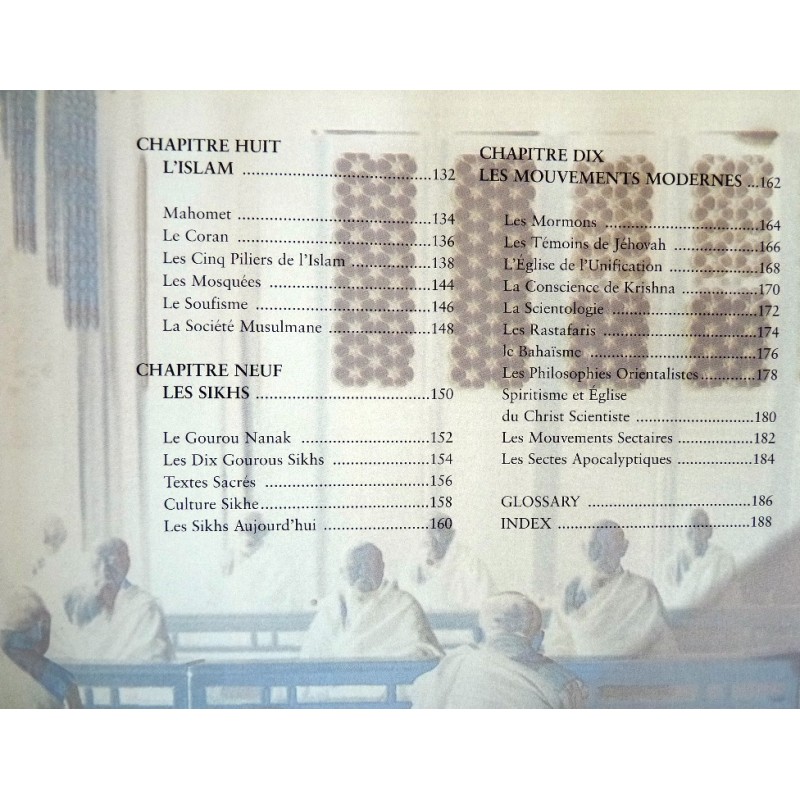 CHAPITRE HUIT
L'ISLAM ........................................132
Mahomet ........................................134
Le Coran ........................................136
Les Cinq Piliers de l'Islam ................138
Les Mosquées ................................144
Le Soufisme ....................................146
La Société Musulmane ....................148
CHAPITRE NEUF
LES SIKHS ....................................150
Le Gourou Nanak ..........................152
Les Dix Gourous Sikhs ..................154
Textes Sacrés ................................156
Culture Sikhe..................................158
Les Sikhs Aujourd'hui ....................160
CHAPITRE DIX
LES MOUVEMENTS MODERNES ...162
Les Mormons ................................164
Les Témoins de Jéhovah ................166
L'Église de l'Unification ................168
La Conscience de Krishna ..............170
La Scientologie ..............................172
Les Rastafaris ................................174
le Bahaïsme ..................................176
Les Philosophies Orientalistes..........178
Spiritisme et Église
du Christ Scientiste ........................180
Les Mouvements Sectaires ..............182
Les Sectes Apocalyptiques ..............184
GLOSSARY ..................................186
INDEX ........................................188